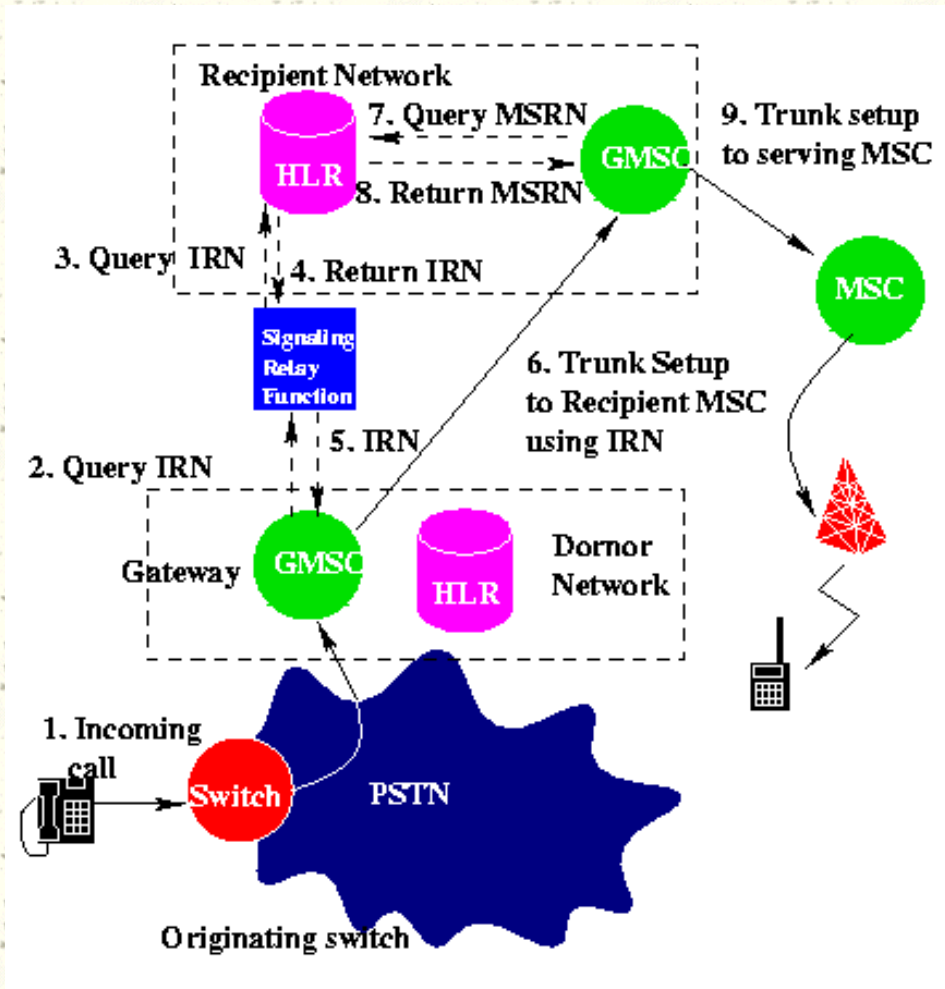 Recipient Network
7. Query MSRN
9. Trunk setup
to serving MSC
HLR
GMSC
8. Return MSRN
3. Query IRN
4. Return IRN
MSC
Signaling
Relay
Function
6. Trunk Setup
to Recipient MSC
using IRN
5. IRN
2. Query IRN
Gateway
GMSC
HLR
Dornor
Network
1. Incoming
call
Switch
PSTN
Originating switch